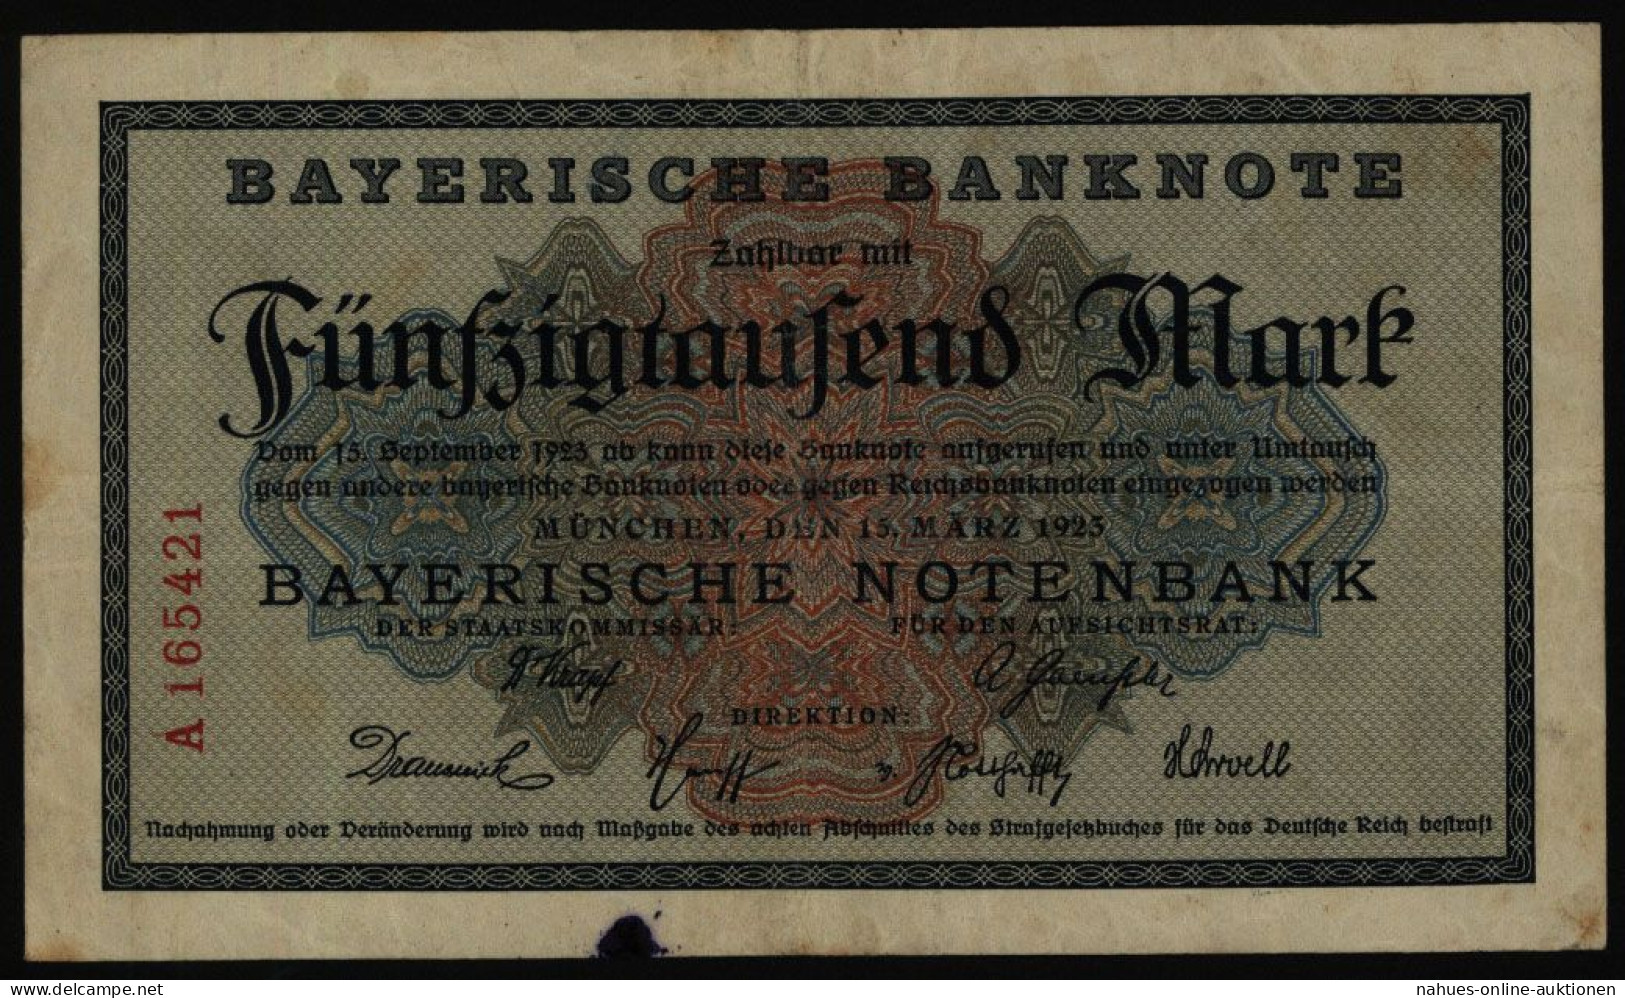 BAYERISCHE BANKNOTE
Zahlbar mit
Fünfzigtausend Mark
Vom 15. September 1923 ab kann diese Banknote aufgerufen und unter Umtausch
gegen andere bayerische Banknoten oder gegen Reichsbanknoten eingezogen werden
MÜNCHEN, DEN 15. MÄRZ 1923
BAYERISCHE NOTENBANK
DER STAATSKOMMISSÄR: FÜR DEN AUFSICHTSRAT:
DIREKTION:
Nachahmung oder Veränderung wird nach Maßgabe des achten Abschnittes des Strafgesetzbuches für das Deutsche Reich bestraft
A 165421
delcampe.net
nahues-online-auktionen